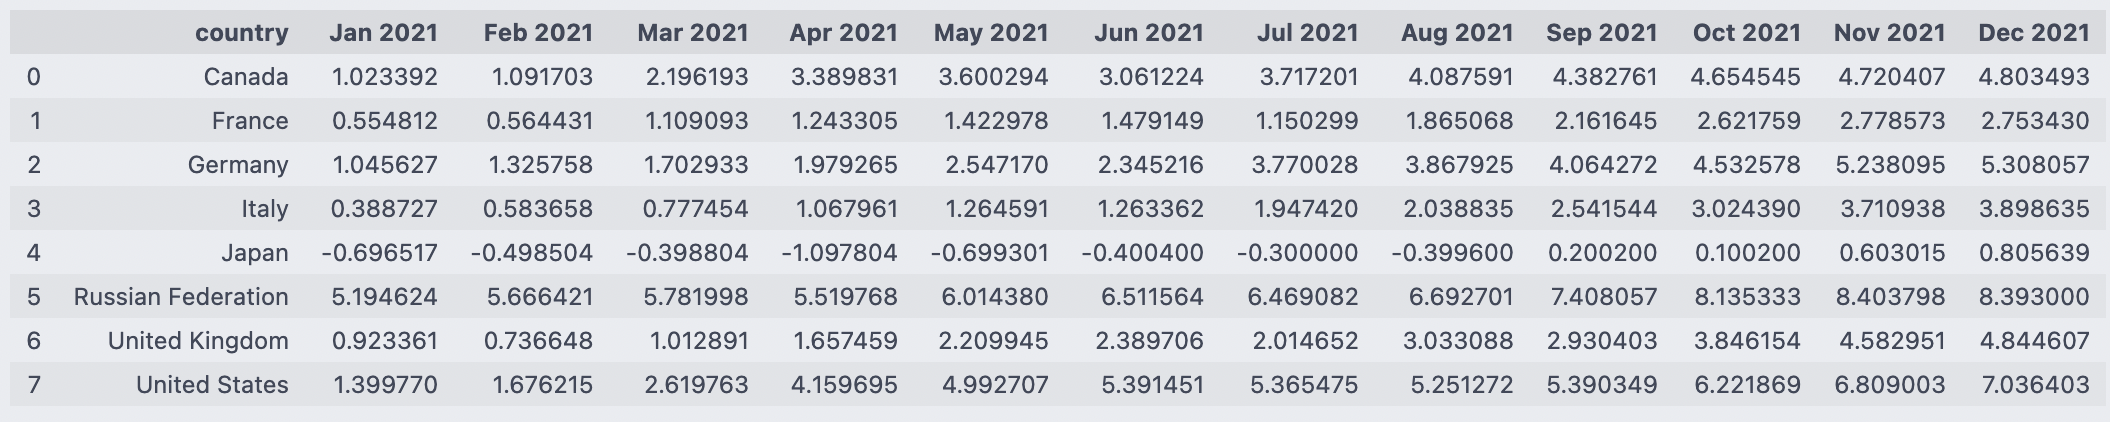 country Jan 2021 Feb 2021 Mar 2021 Apr 2021 May 2021 Jun 2021 Jul 2021 Aug 2021 Sep 2021 Oct 2021 Nov 2021 Dec 2021
0 Canada 1.023392 1.091703 2.196193 3.389831 3.600294 3.061224 3.717201 4.087591 4.382761 4.654545 4.720407 4.803493
1 France 0.554812 0.564431 1.109093 1.243305 1.422978 1.479149 1.150299 1.865068 2.161645 2.621759 2.778573 2.753430
2 Germany 1.045627 1.325758 1.702933 1.979265 2.547170 2.345216 3.770028 3.867925 4.064272 4.532578 5.238095 5.308057
3 Italy 0.388727 0.583658 0.777454 1.067961 1.264591 1.263362 1.947420 2.038835 2.541544 3.024390 3.710938 3.898635
4 Japan -0.696517 -0.498504 -0.398804 -1.097804 -0.699301 -0.400400 -0.300000 -0.399600 0.200200 0.100200 0.603015 0.805639
5 Russian Federation 5.194624 5.666421 5.781998 5.519768 6.014380 6.511564 6.469082 6.692701 7.408057 8.135333 8.403798 8.393000
6 United Kingdom 0.923361 0.736648 1.012891 1.657459 2.209945 2.389706 2.014652 3.033088 2.930403 3.846154 4.582951 4.844607
7 United States 1.399770 1.676215 2.619763 4.159695 4.992707 5.391451 5.365475 5.251272 5.390349 6.221869 6.809003 7.036403